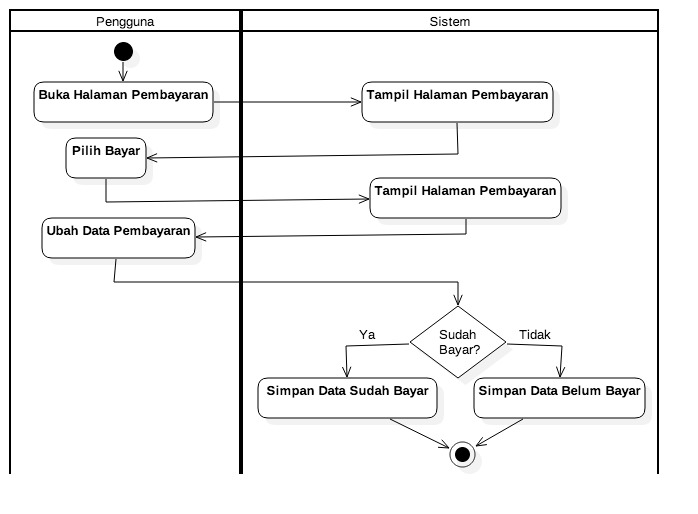 Pengguna
Sistem
Buka Halaman Pembayaran
Tampil Halaman Pembayaran
Pilih Bayar
Tampil Halaman Pembayaran
Ubah Data Pembayaran
Ya
Sudah
Bayar?
Tidak
Simpan Data Sudah Bayar
Simpan Data Belum Bayar